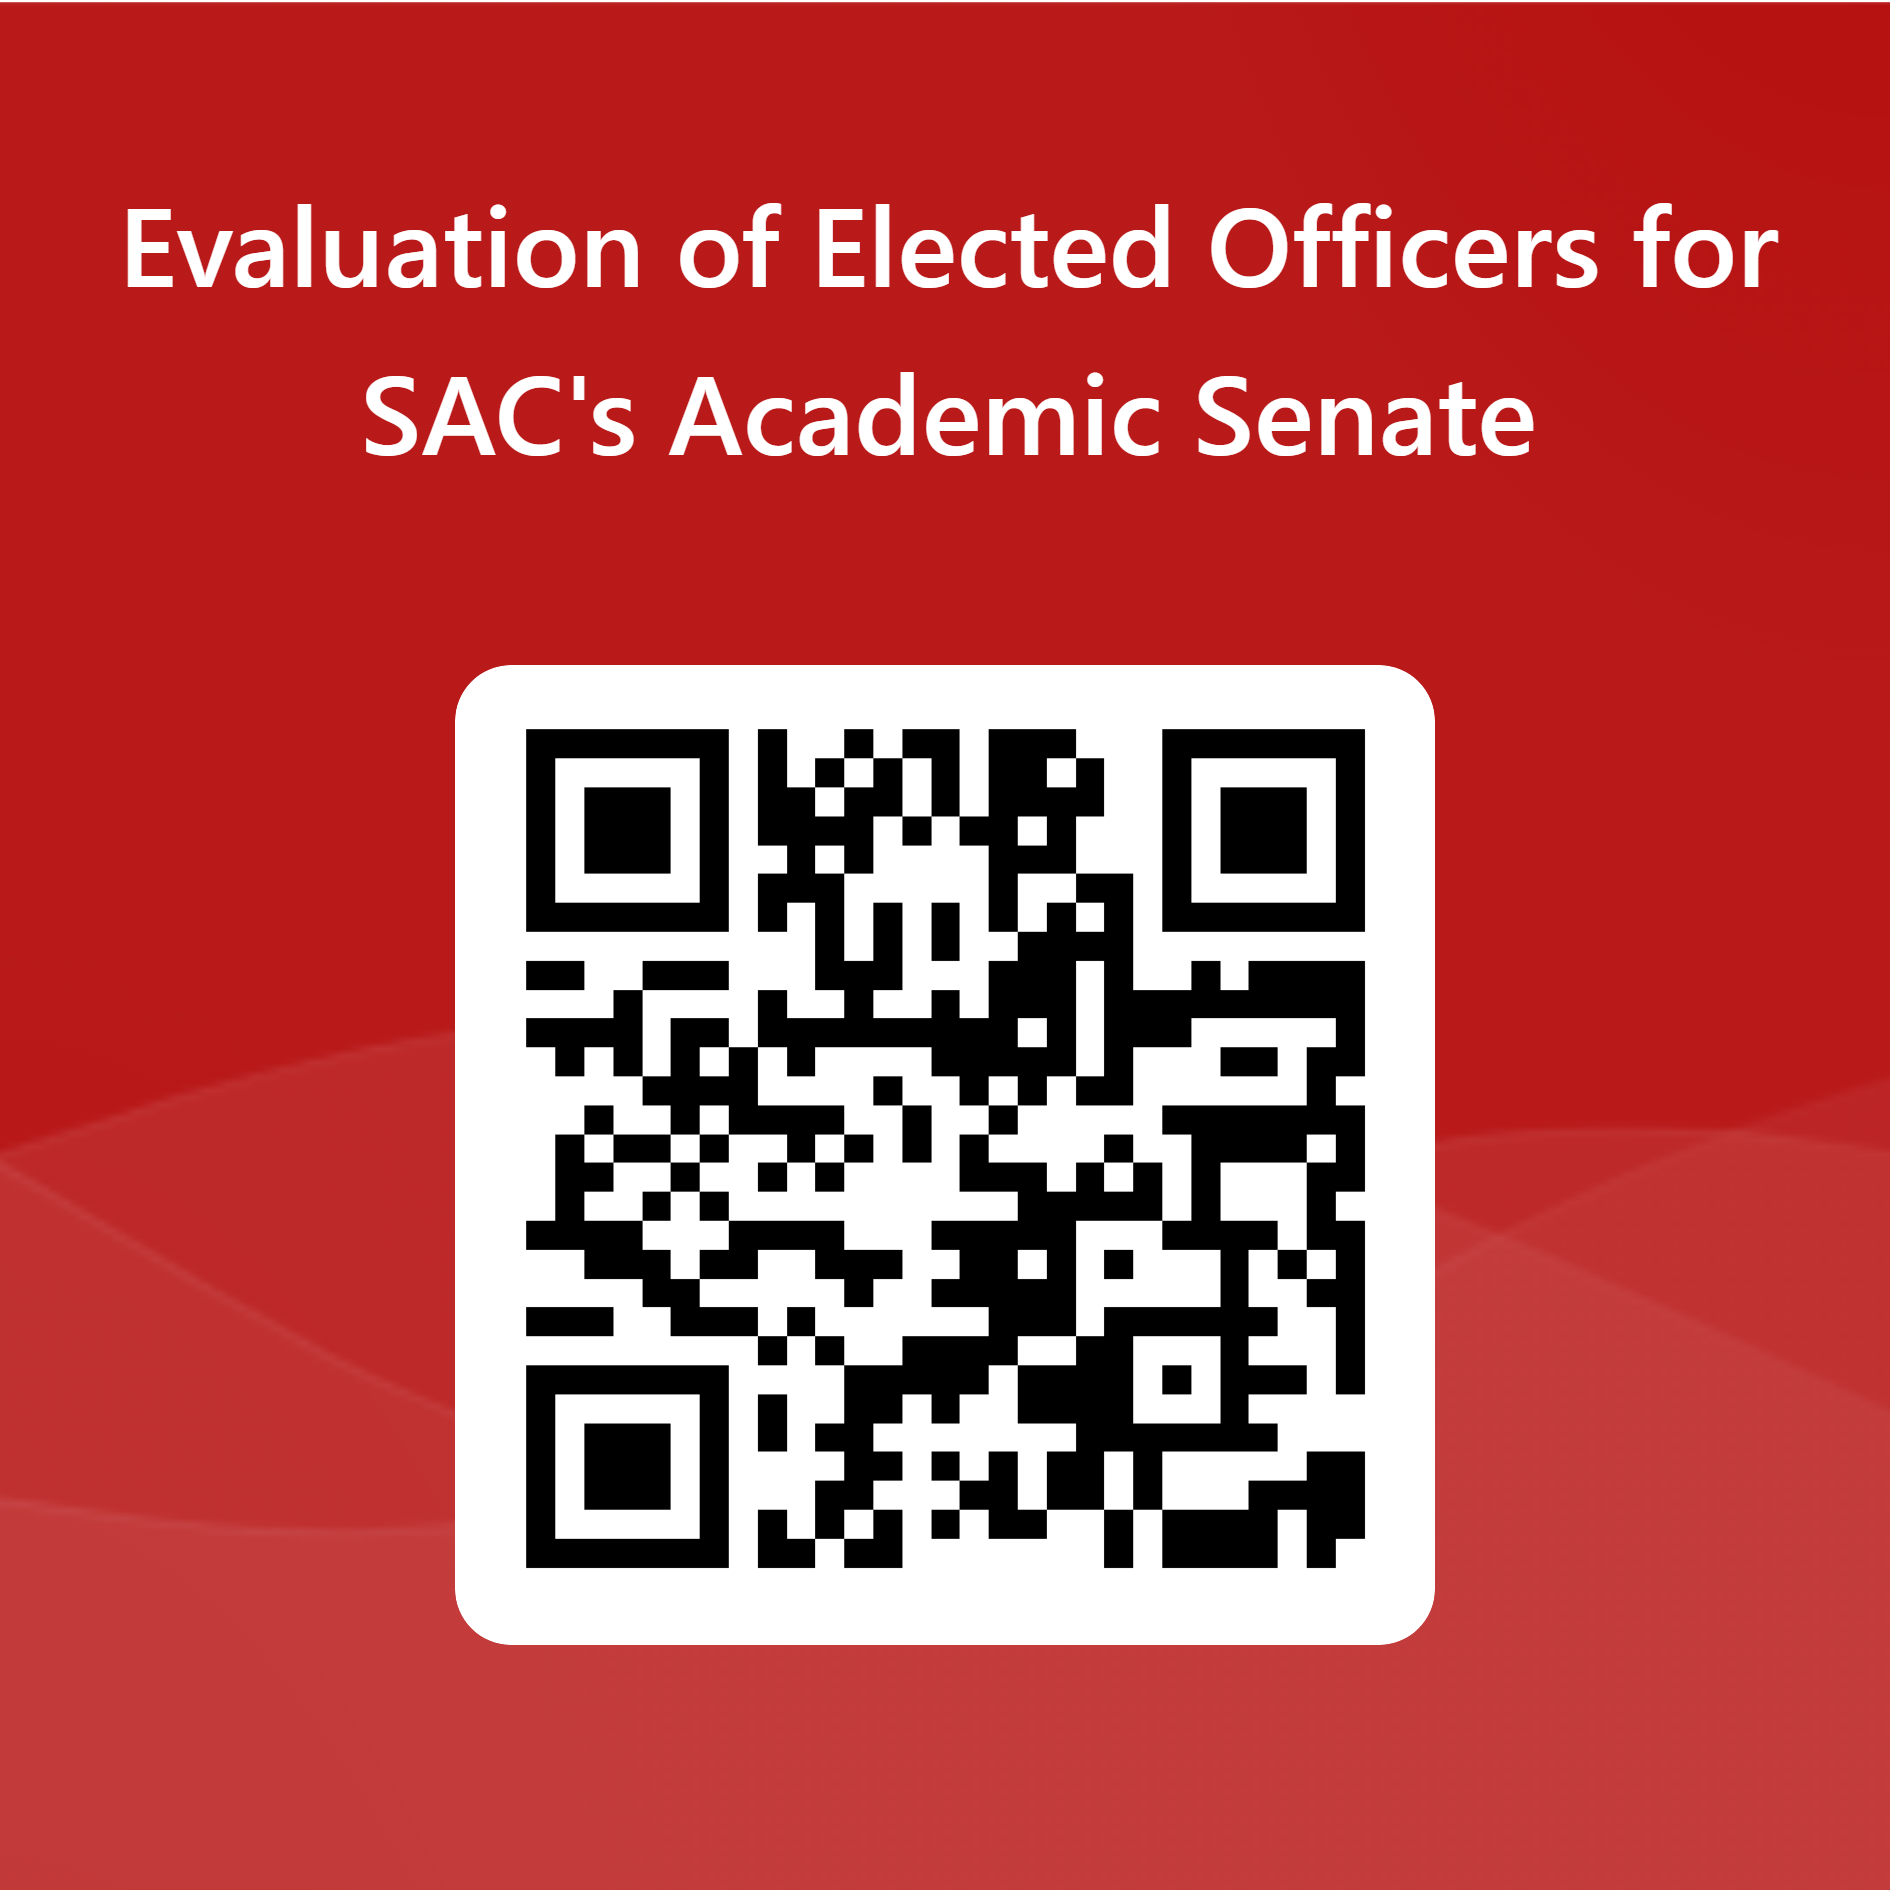 Evaluation of Elected Officers for
SAC's Academic Senate